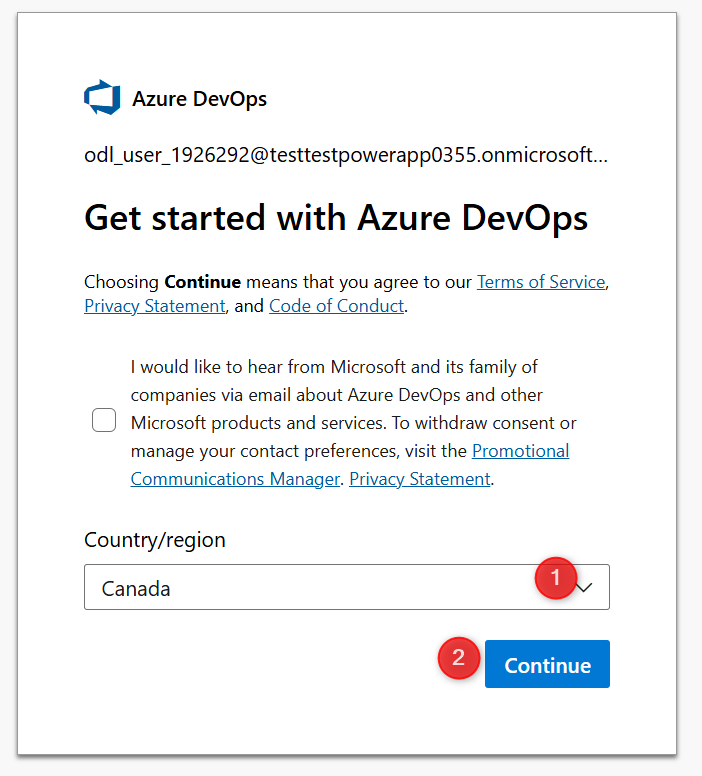 Azure DevOps
odl_user_1926292@testtestpowerapp0355.onmicrosoft...
Get started with Azure DevOps
Choosing Continue means that you agree to our Terms of Service,
Privacy Statement, and Code of Conduct.
I would like to hear from Microsoft and its family of
companies via email about Azure DevOps and other
Microsoft products and services. To withdraw consent or
manage your contact preferences, visit the Promotional
Communications Manager. Privacy Statement.
Country/region
Canada 1
2 Continue